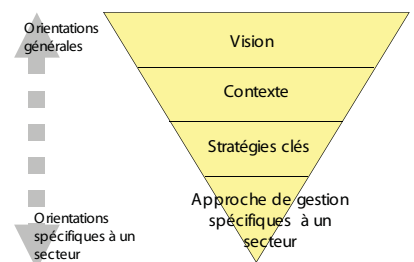 Orientations
générales
Vision
Contexte
Stratégies clés
Approche de gestion
spécifiques à un
secteur
Orientations
spécifiques à un
secteur